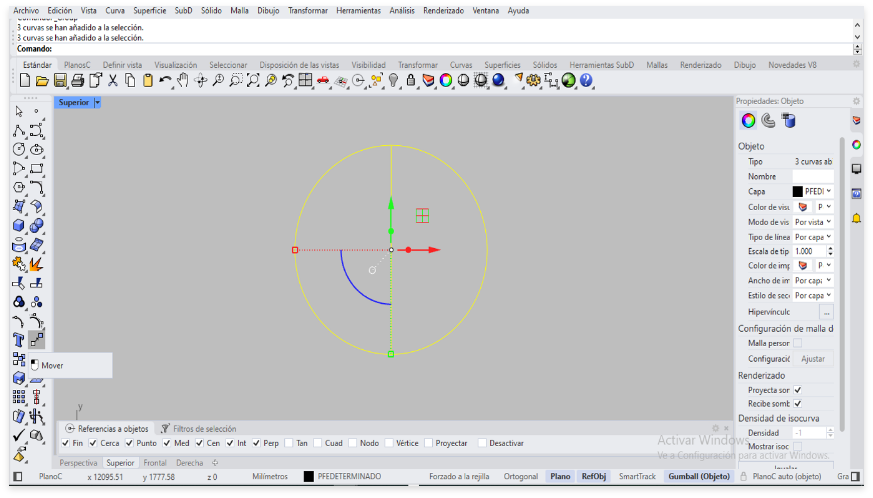 Archivo Edición Vista Curva Superficie SubD Sólido Malla Dibujo Transformar Herramientas Análisis Renderizado Ventana Ayuda
3 curvas se han añadido a la selección.
3 curvas se han añadido a la selección.
Comando:
Estándar PlanosC Definir vista Visualización Seleccionar Disposición de las vistas Visibilidad Transformar Curvas Superficies Sólidos Herramientas SubD Mallas Renderizado Dibujo Novedades V8
Superior
Propiedades: Objeto
Objeto
Tipo 3 curvas ab
Nombre
Capa PFEDI
Color de visu P
Modo de vis Por vista
Tipo de línea Por capa
Escala de tip 1.000
Color de imp P
Ancho de im Por capa
Estilo de sec Por capa
Hipervínculo ...
Configuración de malla d
Malla person
Configuració Ajustar
Renderizado
Proyecta sor
Recibe somb
Densidad de isocurva
Densidad -1
Mostrar isoc
Mover
y
Referencias a objetos Filtros de selección
Fin Cerca Punto Med Cen Int Perp Tan Cuad Nodo Vértice Proyectar Desactivar
Activar Windows
Ve a Configuración para activar Windows.
Perspectiva Superior Frontal Derecha
PlanoC x 12095.51 y 1777.58 z 0 Milímetros PFEDETERMINADO Forzado a la rejilla Ortogonal Plano RefObj SmartTrack Gumball (Objeto) PlanoC auto (objeto) Gra